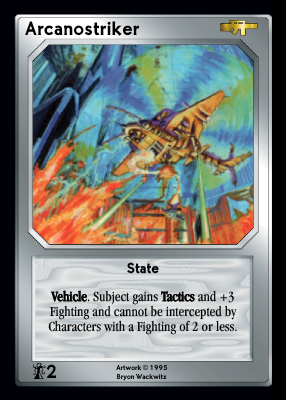 Arcanostriker
State
Vehicle. Subject gains Tactics and +3
Fighting and cannot be intercepted by
Characters with a Fighting of 2 or less.
2
Artwork © 1995
Bryon Wackwitz